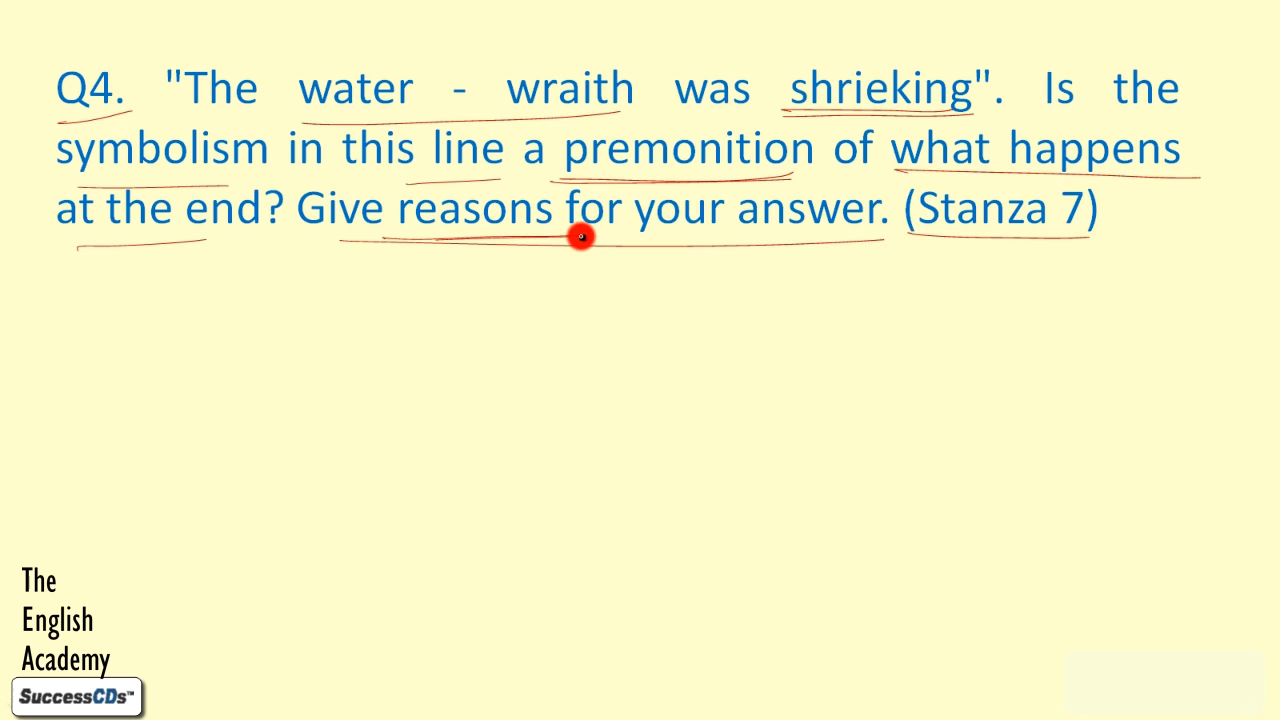 Q4. "The water - wraith was shrieking". Is the
symbolism in this line a premonition of what happens
at the end? Give reasons for your answer. (Stanza 7)
The
English
Academy
SuccessCDs™